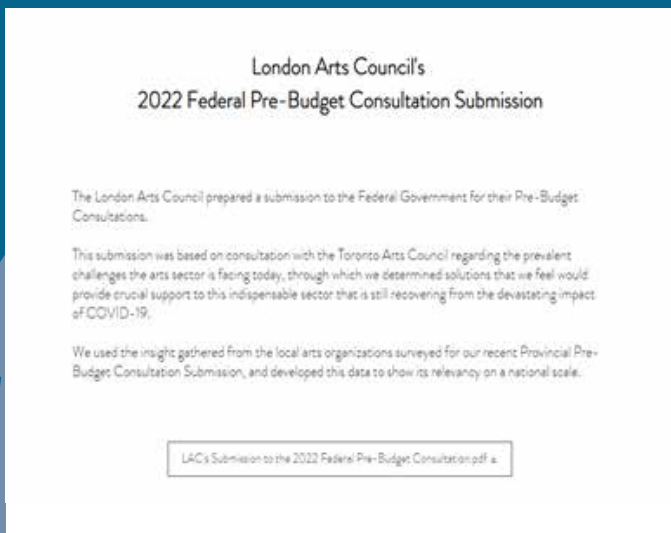 London Arts Council's
2022 Federal Pre-Budget Consultation Submission
The London Arts Council prepared a submission to the Federal Government for their Pre-Budget
Consultations.
This submission was based on consultation with the Toronto Arts Council regarding the prevalent
challenges the arts sector is facing today, through which we determined solutions that we feel would
provide crucial support to this indispensable sector that is still recovering from the devastating impact
of COVID-19.
We used the insight gathered from the local arts organizations surveyed for our recent Provincial Pre-
Budget Consultation Submission, and developed this data to show its relevancy on a national scale.
LAC's Submission to the 2022 Federal Pre-Budget Consultation.pdf